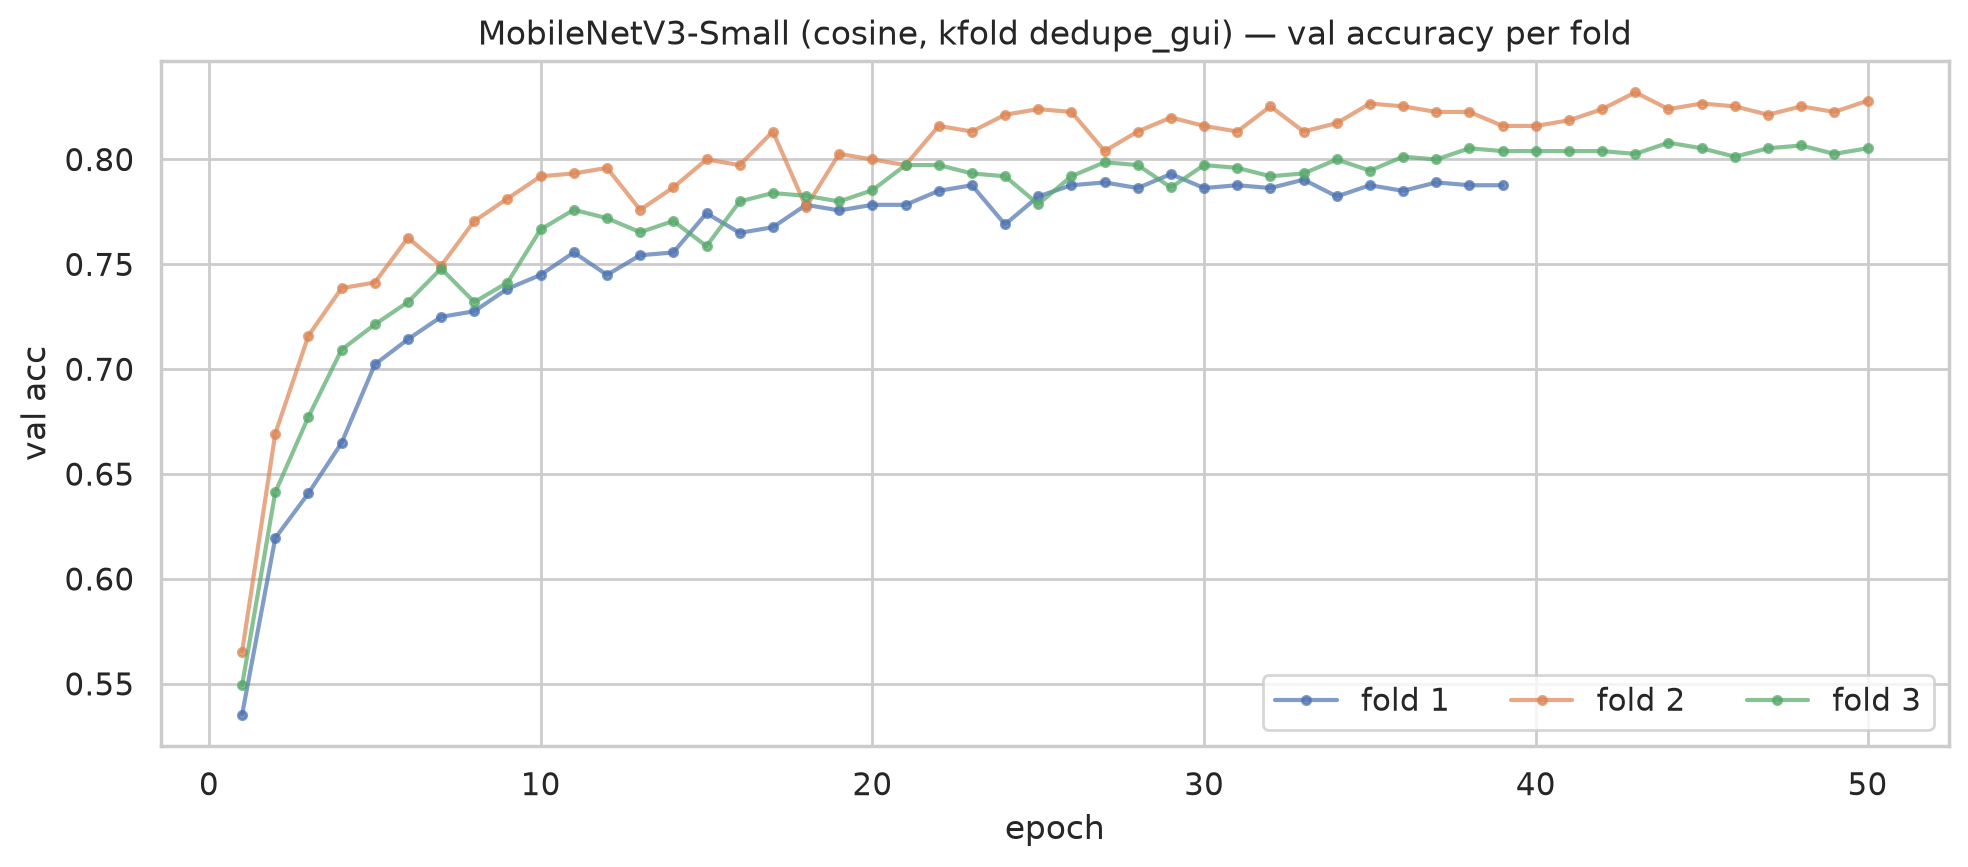 MobileNetV3-Small (cosine, kfold dedupe_gui) — val accuracy per fold
val acc
0.80
0.75
0.70
0.65
0.60
0.55
fold 1 fold 2 fold 3
0 10 20 30 40 50
epoch